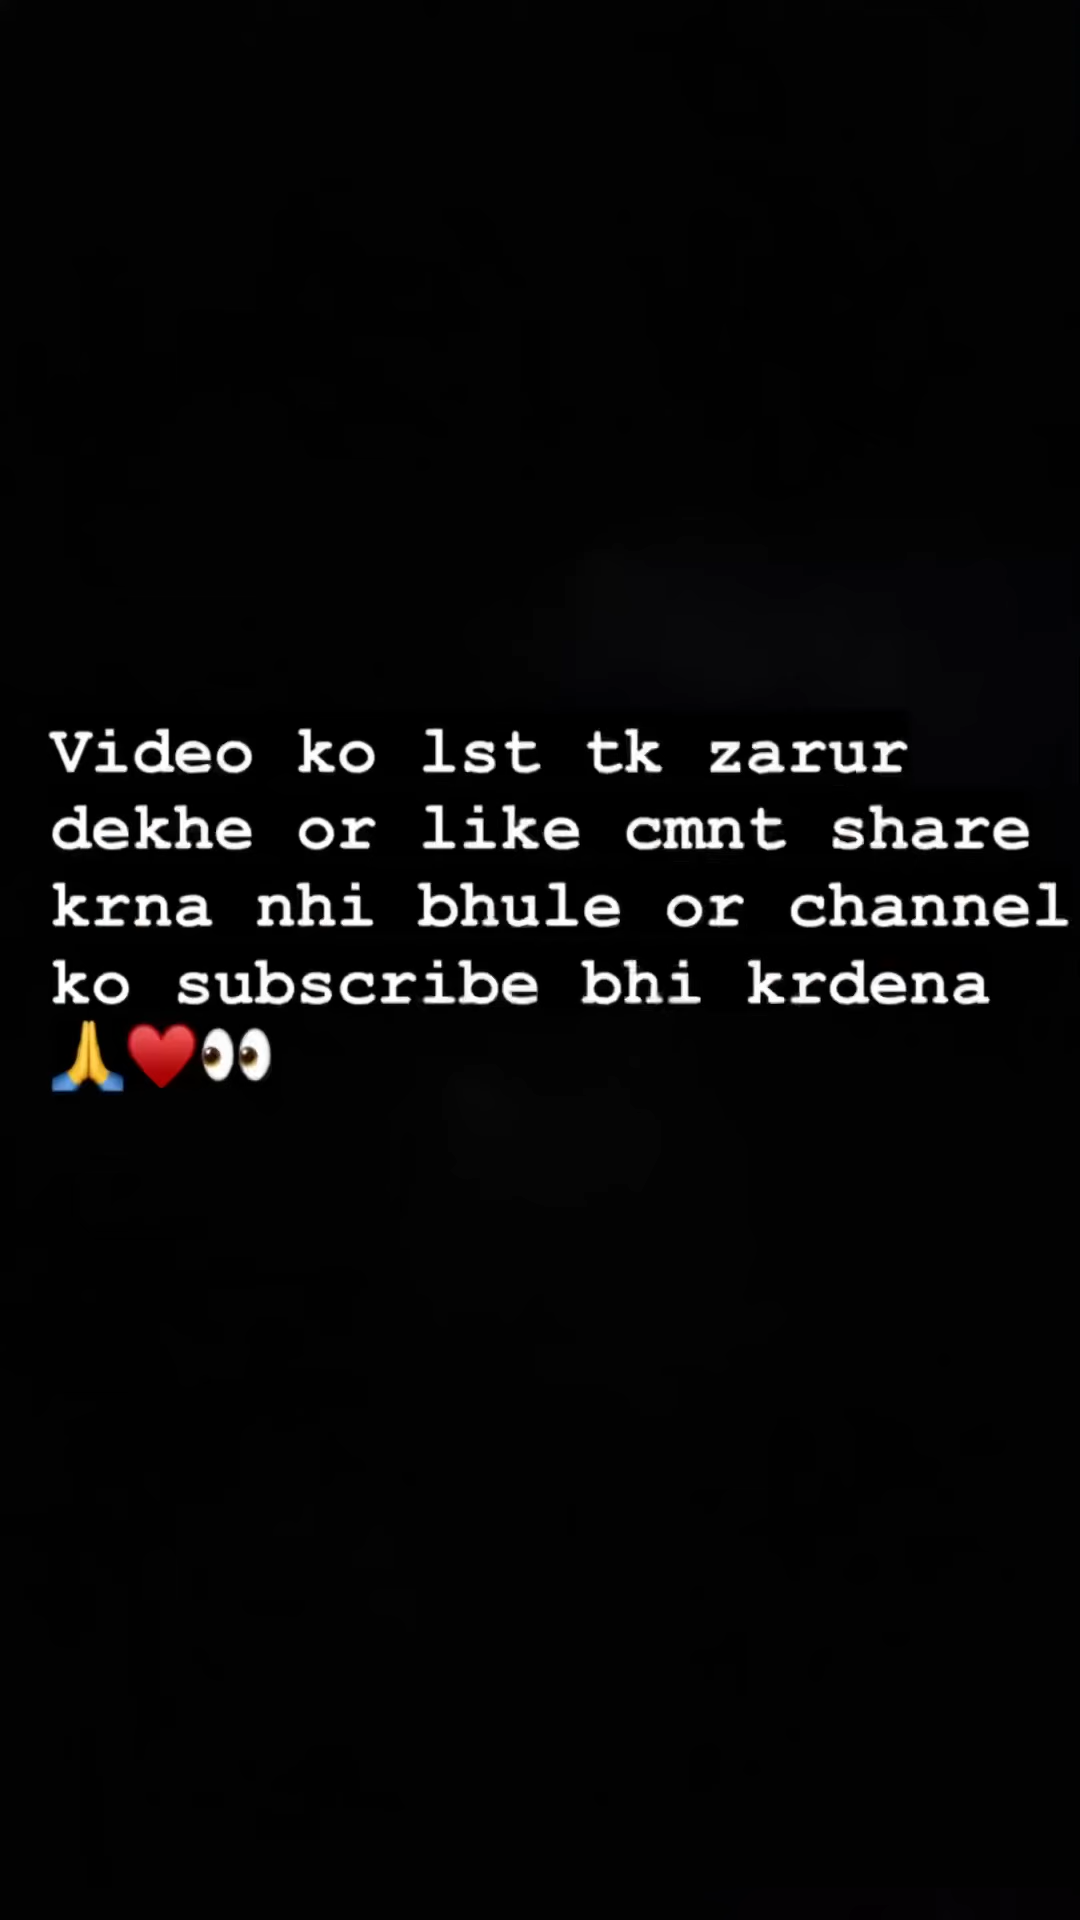 Video ko lst tk zarur
dekhe or like cmnt share
krna nhi bhule or channel
ko subscribe bhi krdena
🙏♥️👀